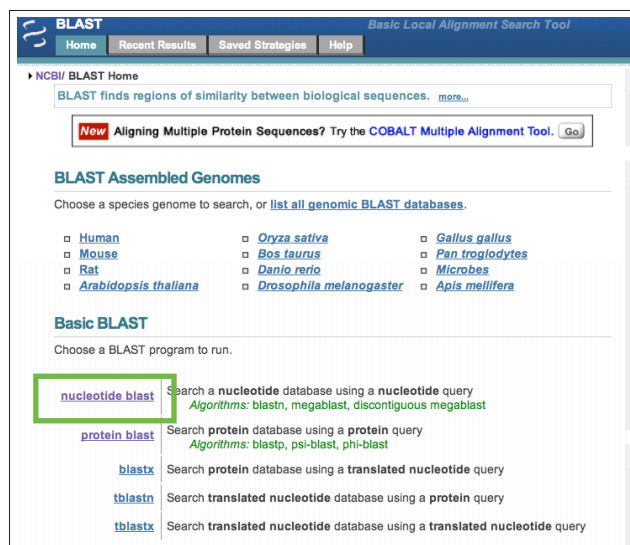 BLAST
Basic Local Alignment Search Tool
Home Recent Results Saved Strategies Help
NCBI/ BLAST Home
BLAST finds regions of similarity between biological sequences. more...
New Aligning Multiple Protein Sequences? Try the COBALT Multiple Alignment Tool. Go
BLAST Assembled Genomes
Choose a species genome to search, or list all genomic BLAST databases.
Human
Mouse
Rat
Arabidopsis thaliana
Oryza sativa
Bos taurus
Danio rerio
Drosophila melanogaster
Gallus gallus
Pan troglodytes
Microbes
Apis mellifera
Basic BLAST
Choose a BLAST program to run.
nucleotide blast Search a nucleotide database using a nucleotide query
Algorithms: blastn, megablast, discontiguous megablast
protein blast Search protein database using a protein query
Algorithms: blastp, psi-blast, phi-blast
blastx Search protein database using a translated nucleotide query
tblastn Search translated nucleotide database using a protein query
tblastx Search translated nucleotide database using a translated nucleotide query